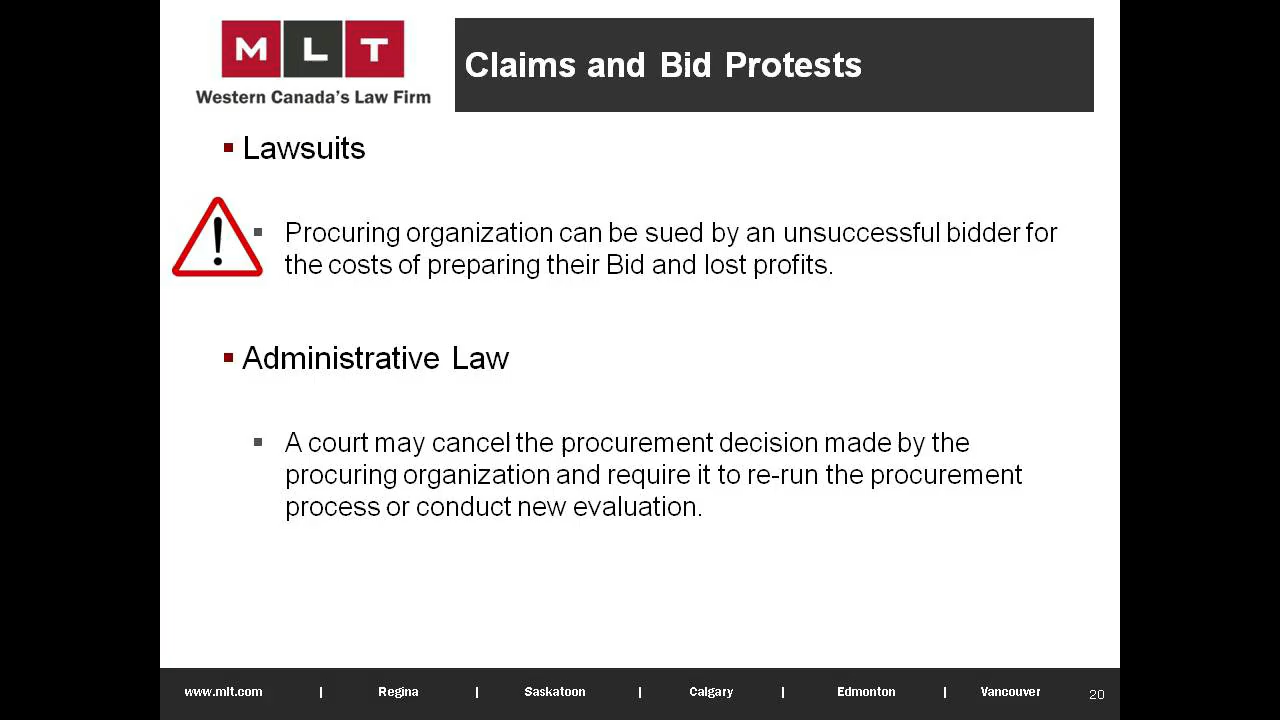 M L T
Western Canada's Law Firm
Claims and Bid Protests
Lawsuits
!
Procuring organization can be sued by an unsuccessful bidder for
the costs of preparing their Bid and lost profits.
Administrative Law
A court may cancel the procurement decision made by the
procuring organization and require it to re-run the procurement
process or conduct new evaluation.
www.mlt.com | Regina | Saskatoon | Calgary | Edmonton | Vancouver 20